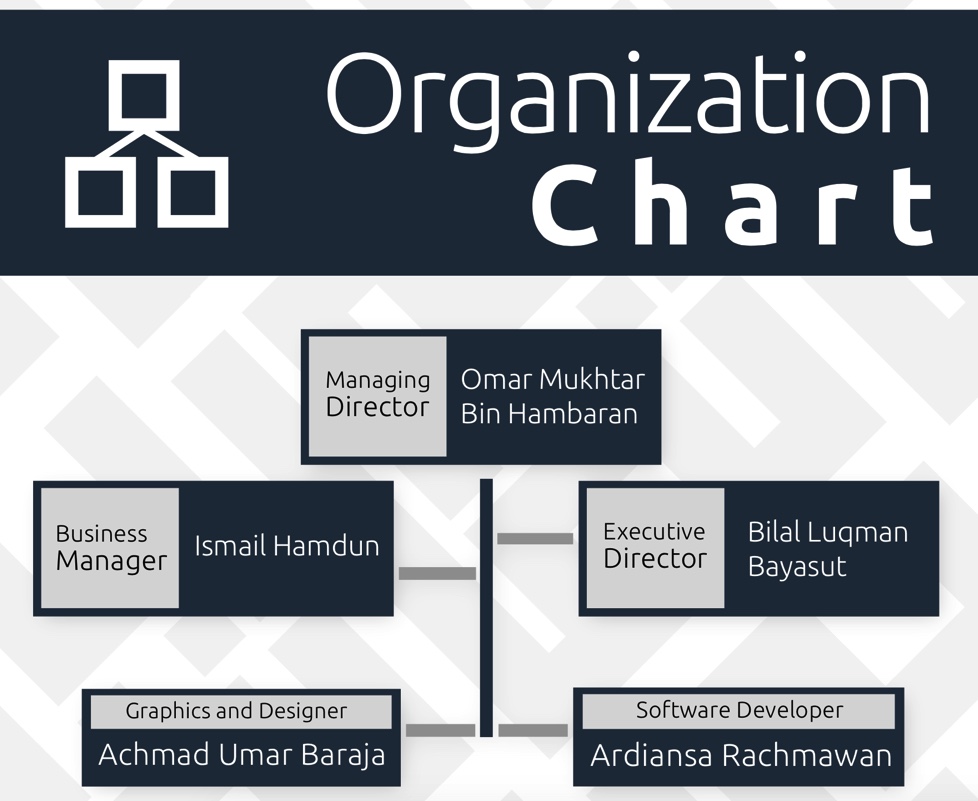 Organization
Chart
Managing
Director
Omar Mukhtar
Bin Hambaran
Business
Manager
Ismail Hamdun
Executive
Director
Bilal Luqman
Bayasut
Graphics and Designer
Achmad Umar Baraja
Software Developer
Ardiansa Rachmawan